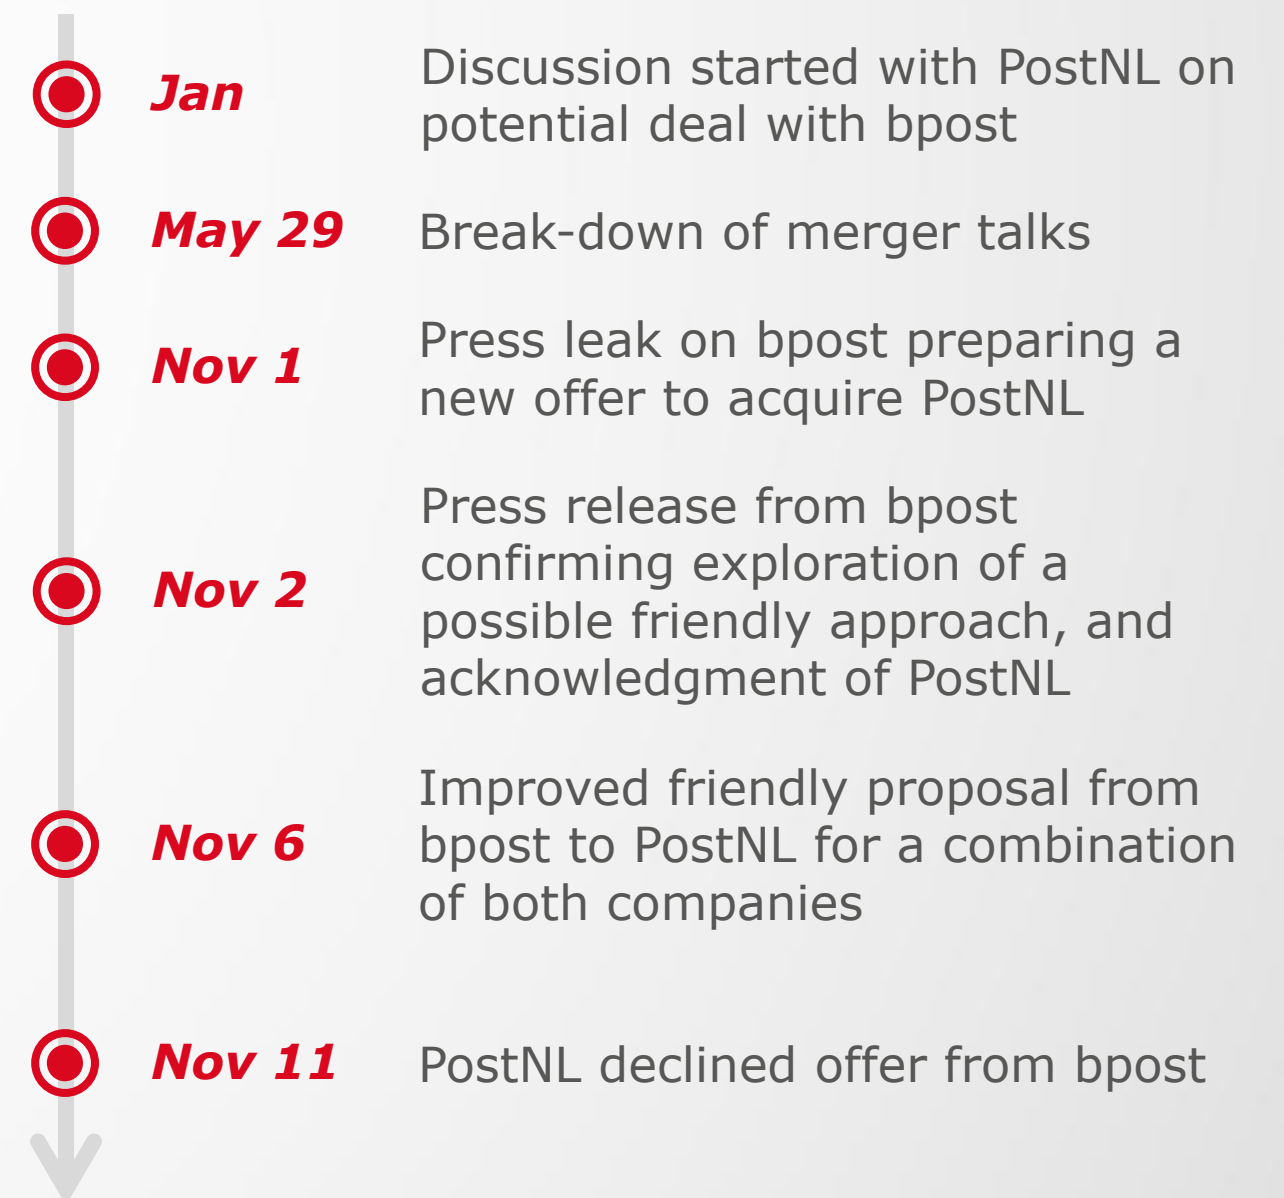 Jan
Discussion started with PostNL on
potential deal with bpost
May 29
Break-down of merger talks
Nov 1
Press leak on bpost preparing a
new offer to acquire PostNL
Nov 2
Press release from bpost
confirming exploration of a
possible friendly approach, and
acknowledgment of PostNL
Nov 6
Improved friendly proposal from
bpost to PostNL for a combination
of both companies
Nov 11
PostNL declined offer from bpost